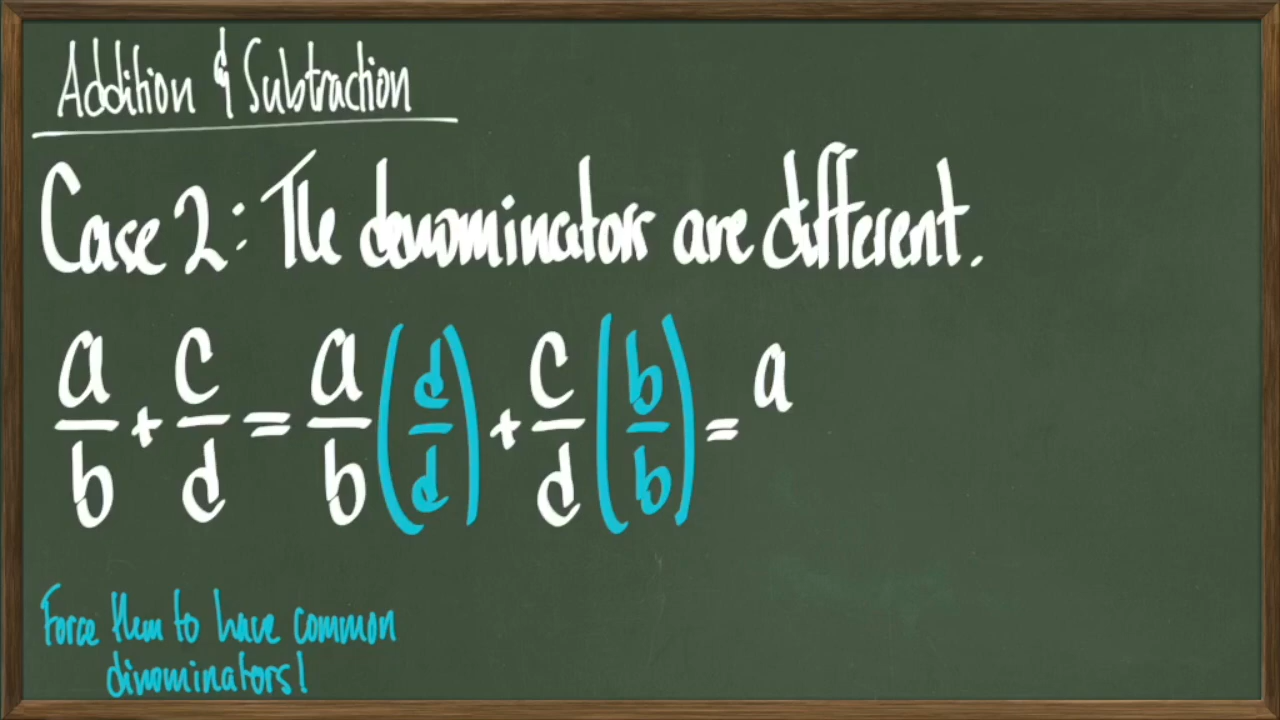 Addition & Subtraction
Case 2: The denominators are different.
a/b + c/d = a/b (d/d) + c/d (b/b) = a
Force them to have common
dinominators!